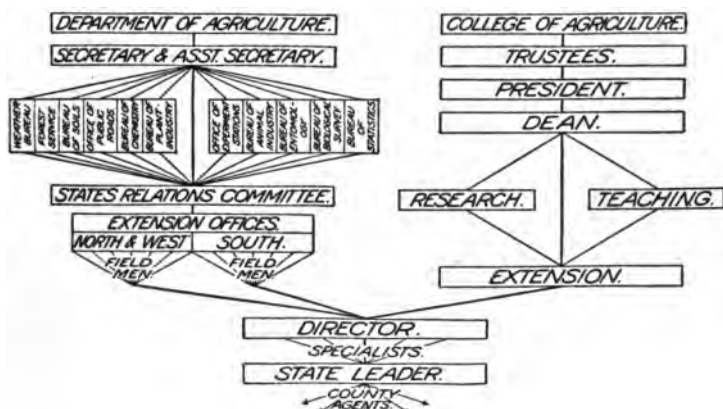 DEPARTMENT OF AGRICULTURE.
SECRETARY & ASST. SECRETARY.
WEATHER BUREAU
FOREST SERVICE
BUREAU OF SOILS
OFFICE OF PUBLIC ROADS
BUREAU OF CHEMISTRY
BUREAU OF PLANT-INDUSTRY
OFFICE OF EXPERIMENT STATIONS
BUREAU OF ANIMAL INDUSTRY
BUREAU OF ENTOMOL-OGY
BUREAU OF BIOLOGICAL SURVEY
BUREAU OF STATISTICS.
STATES RELATIONS COMMITTEE.
EXTENSION OFFICES.
NORTH & WEST
SOUTH.
FIELD
MEN.
FIELD
MEN.
COLLEGE OF AGRICULTURE.
TRUSTEES.
PRESIDENT.
DEAN.
RESEARCH.
TEACHING.
EXTENSION.
DIRECTOR.
SPECIALISTS.
STATE LEADER.
COUNTY
AGENTS.